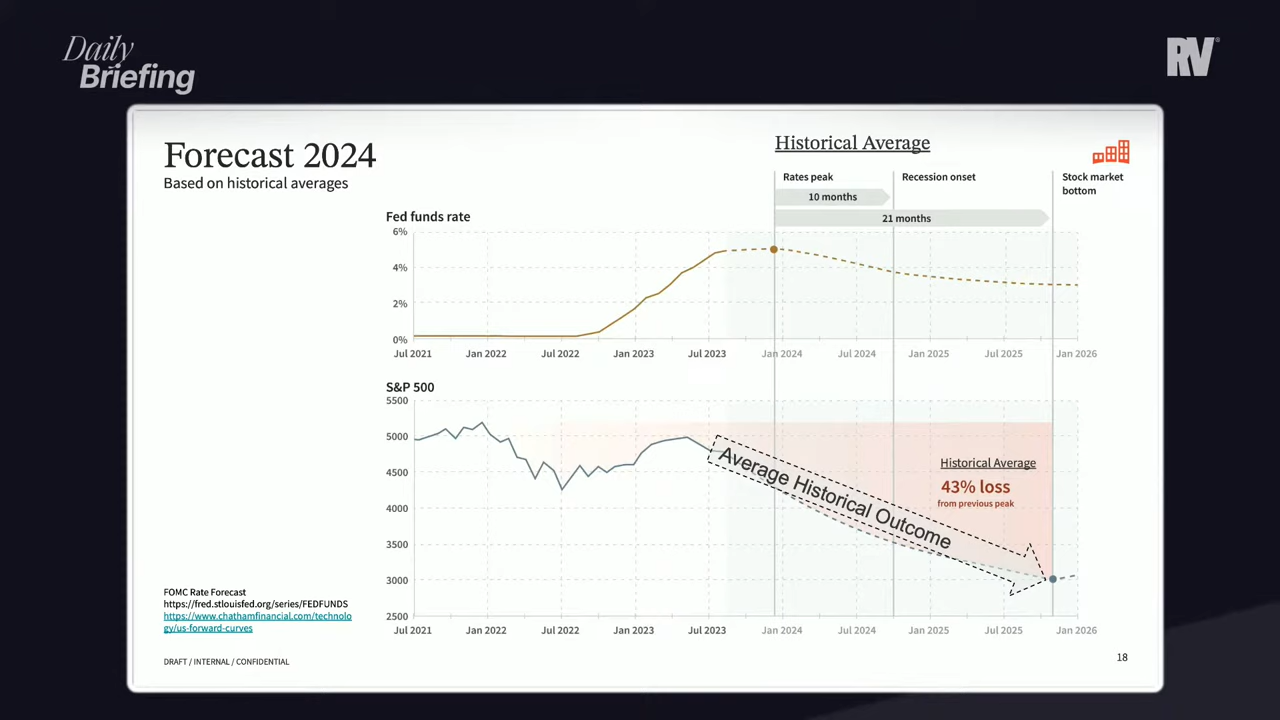 Daily
Briefing
RV
Forecast 2024
Based on historical averages
Historical Average
Rates peak
Recession onset
Stock market
bottom
10 months
21 months
Fed funds rate
6%
4%
2%
0%
Jul 2021 Jan 2022 Jul 2022 Jan 2023 Jul 2023 Jan 2024 Jul 2024 Jan 2025 Jul 2025 Jan 2026
S&P 500
5500
5000
4500
4000
3500
3000
2500
Average Historical Outcome
Historical Average
43% loss
from previous peak
Jul 2021 Jan 2022 Jul 2022 Jan 2023 Jul 2023 Jan 2024 Jul 2024 Jan 2025 Jul 2025 Jan 2026
FOMC Rate Forecast
https://fred.stlouisfed.org/series/FEDFUNDS
https://www.chathamfinancial.com/technolo
gy/us-forward-curves
DRAFT / INTERNAL / CONFIDENTIAL
18